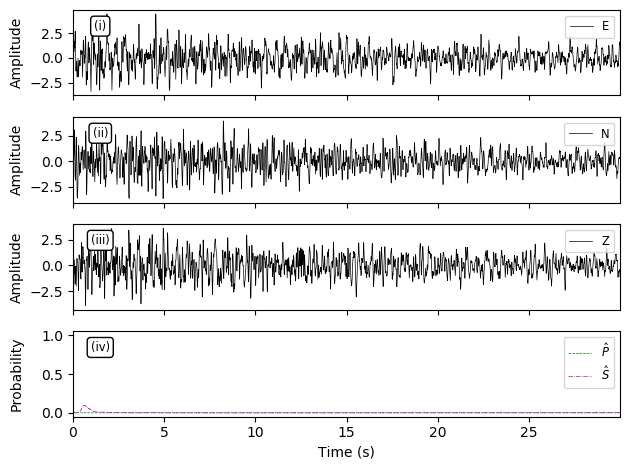 Amplitude
2.5
0.0
−2.5
(i)
E
Amplitude
2.5
0.0
−2.5
(ii)
N
Amplitude
2.5
0.0
−2.5
(iii)
Z
Probability
1.0
0.5
0.0
(iv)
P̂
Ŝ
0 5 10 15 20 25
Time (s)